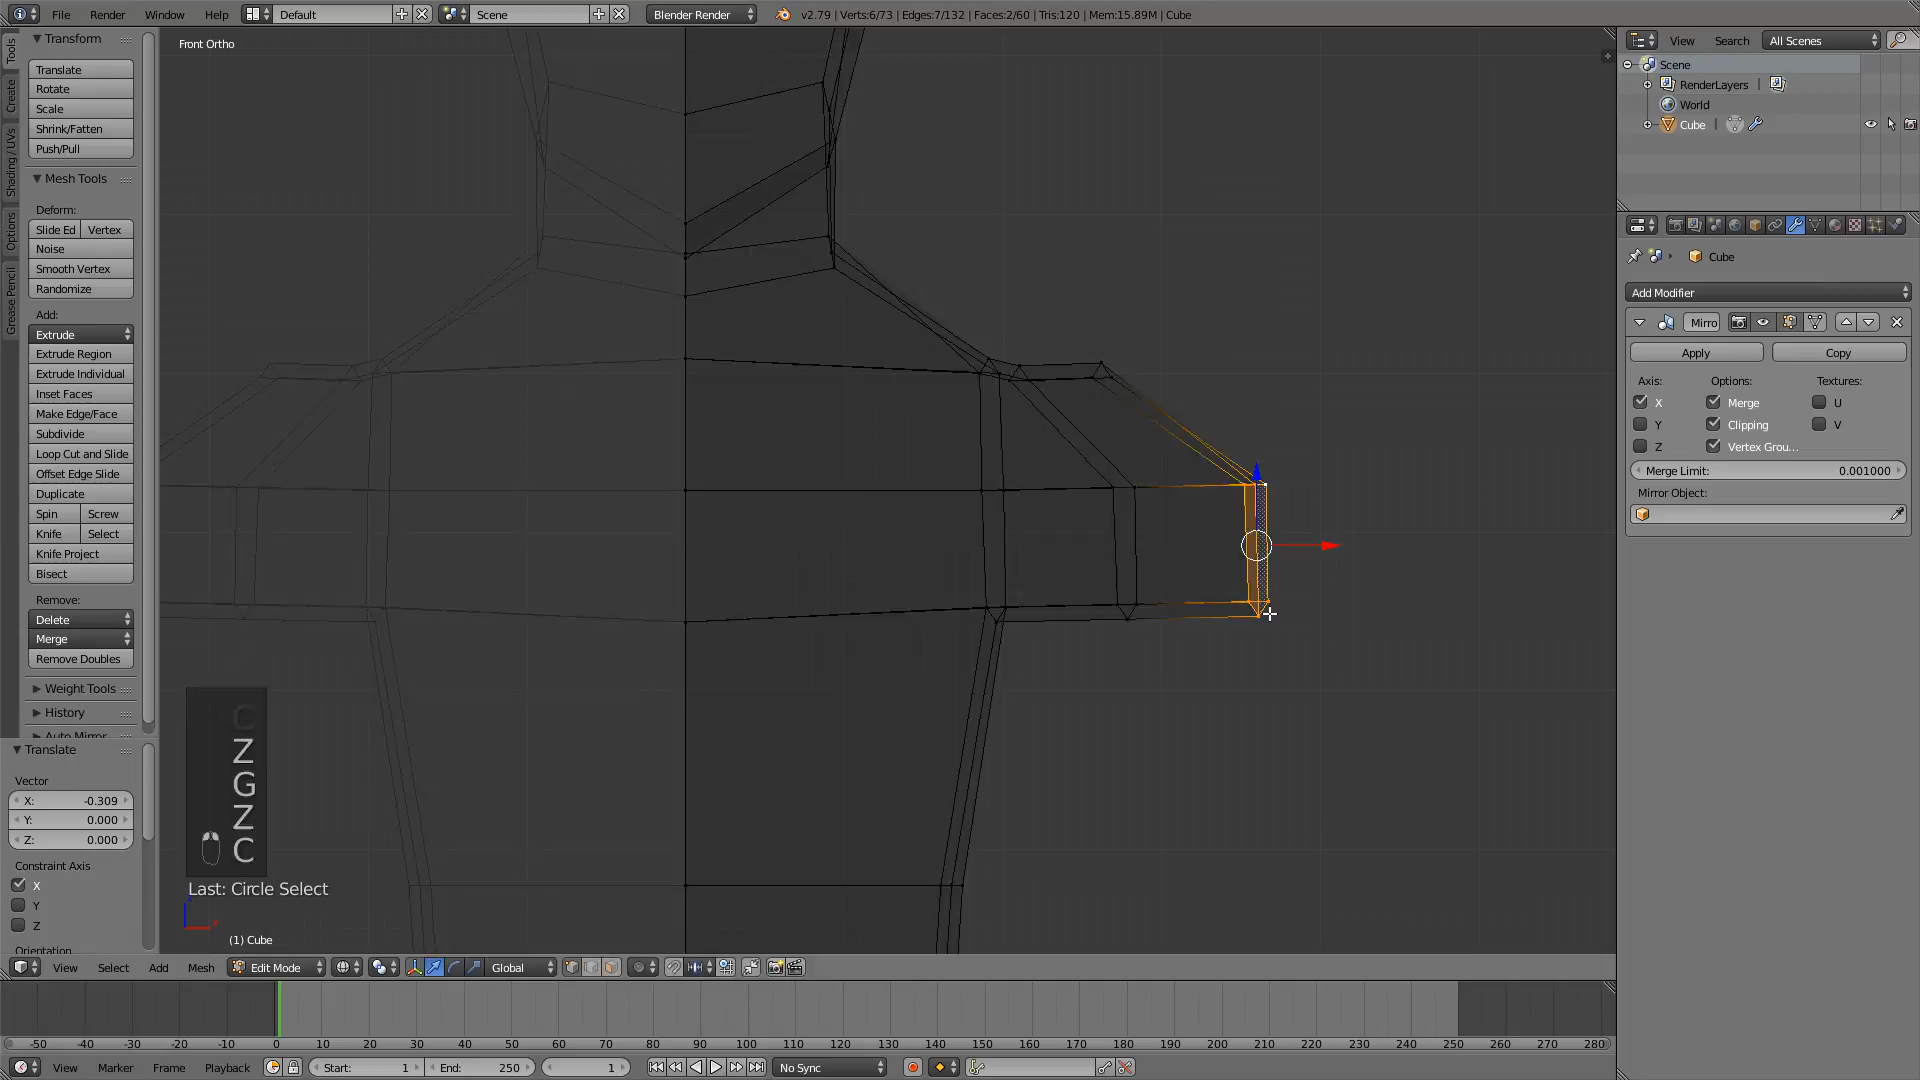 File Render Window Help Default Scene Blender Render v2.79 | Verts:6/73 | Edges:7/132 | Faces:2/60 | Tris:120 | Mem:15.89M | Cube
Tools
Create
Shading / UVs
Options
Grease Pencil
Transform
Translate
Rotate
Scale
Shrink/Fatten
Push/Pull
Mesh Tools
Deform:
Slide Ed Vertex
Noise
Smooth Vertex
Randomize
Add:
Extrude
Extrude Region
Extrude Individual
Inset Faces
Make Edge/Face
Subdivide
Loop Cut and Slide
Offset Edge Slide
Duplicate
Spin Screw
Knife Select
Knife Project
Bisect
Remove:
Delete
Merge
Remove Doubles
Weight Tools
History
Auto Mirror
Translate
Vector
X: -0.309
Y: 0.000
Z: 0.000
Constraint Axis
X
Y
Z
Orientation
Front Ortho
C
Z
G
Z
C
Last: Circle Select
(1) Cube
View Select Add Mesh Edit Mode Global
-50 -40 -30 -20 -10 0 10 20 30 40 50 60 70 80 90 100 110 120 130 140 150 160 170 180 190 200 210 220 230 240 250 260 270 280
View Marker Frame Playback Start: 1 End: 250 1 No Sync
View Search All Scenes
Scene
RenderLayers |
World
Cube |
Cube
Add Modifier
Mirro
Apply Copy
Axis: Options: Textures:
X Merge U
Y Clipping V
Z Vertex Grou...
Merge Limit: 0.001000
Mirror Object: